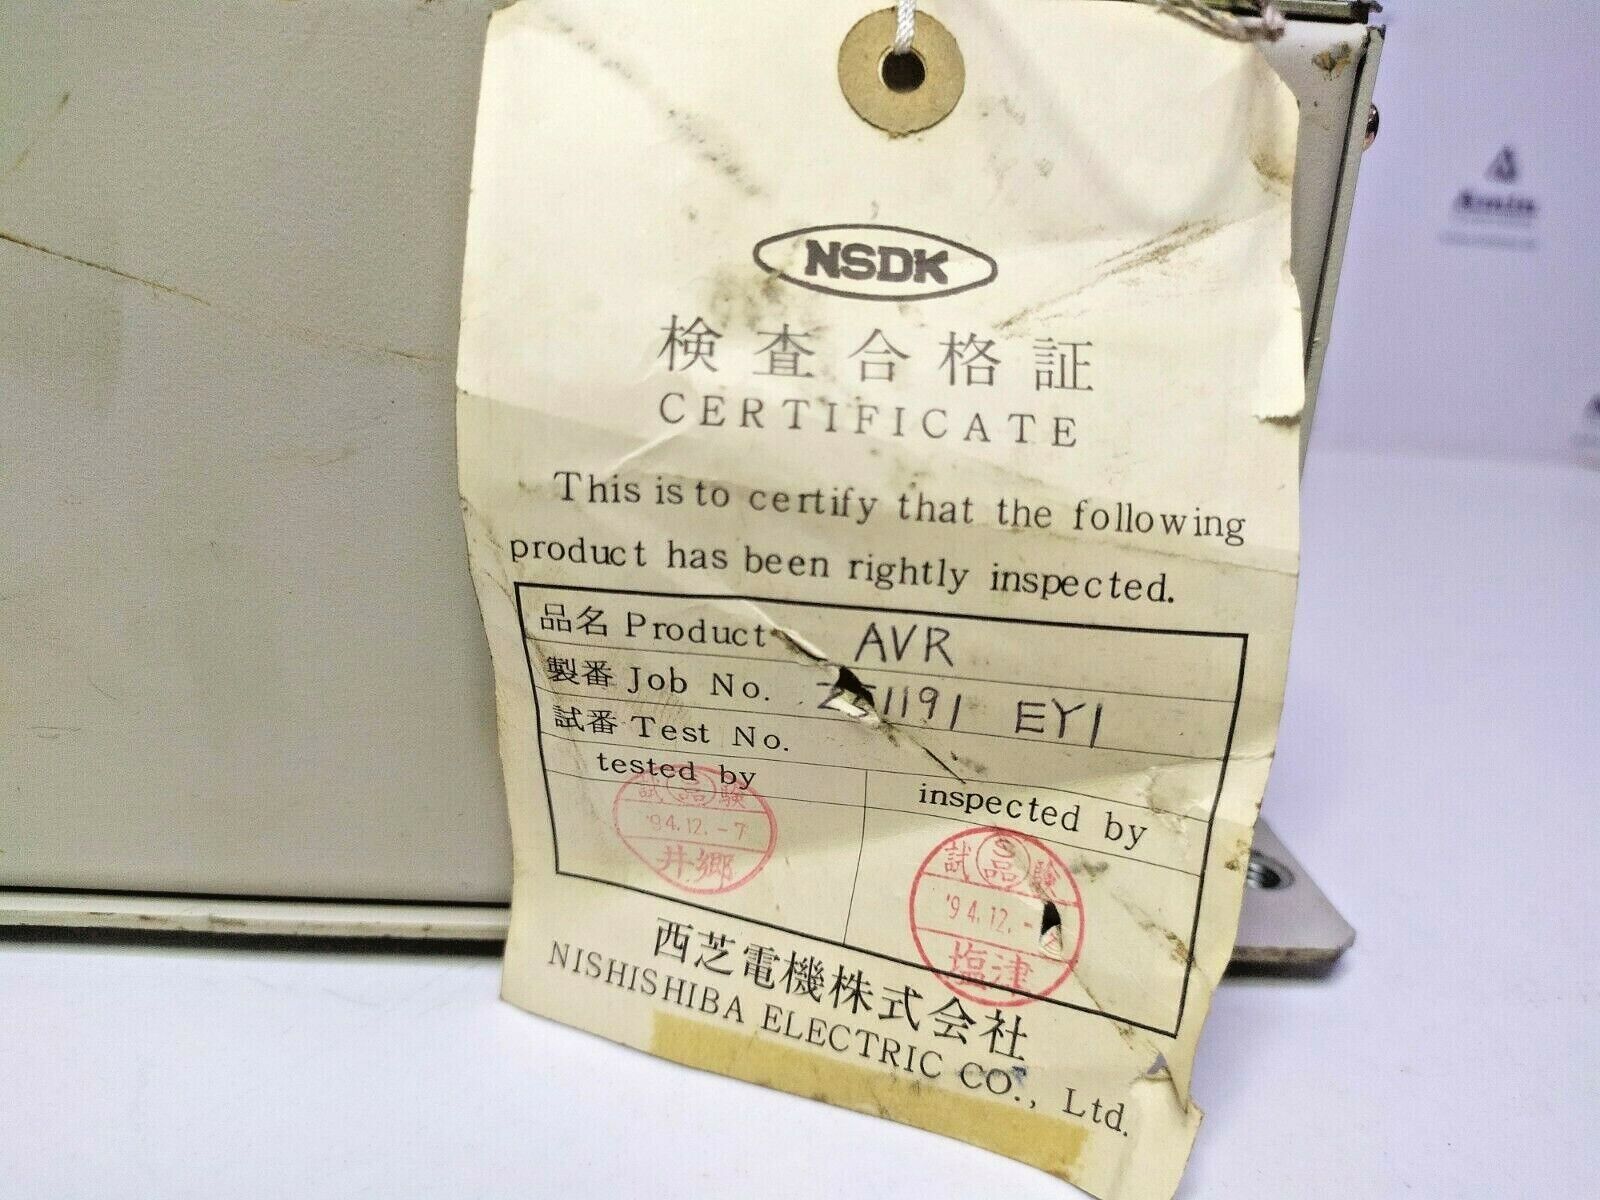 NSDK
検査合格証
CERTIFICATE
This is to certify that the following
product has been rightly inspected.
品名 Product AVR
製番 Job No. EY1
試番 Test No.
tested by
inspected by
試品験
'94.12.-7
井郷
S
試品験
'94.12.-
塩津
西芝電機株式会社
NISHISHIBA ELECTRIC CO., Ltd.